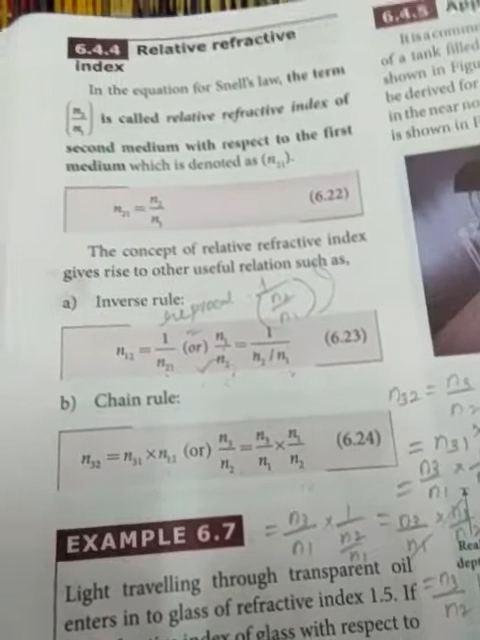 6.4.4 Relative refractive
index
In the equation for Snell's law, the term
(n₂/n₁) is called relative refractive index of
second medium with respect to the first
medium which is denoted as (n₂₁).
n₂₁ = n₂/n₁ (6.22)
The concept of relative refractive index
gives rise to other useful relation such as,
a) Inverse rule:
1/(n₂/n₁)
n₁₂ = 1/n₂₁ (or) n₁/n₂ = 1/(n₂/n₁) (6.23)
b) Chain rule:
n₃₂ = n₃₁ × n₁₂ (or) n₃/n₂ = n₃/n₁ × n₁/n₂ (6.24)
EXAMPLE 6.7
Light travelling through transparent oil
enters in to glass of refractive index 1.5. If
of glass with respect to
6.4.5
It is a
of a tank filled
shown in
be derived for
in the near
is shown in
n₃₂ = n₃/n₂
= n₃₁
= n₃/n₁ ×
= n₃/n₂